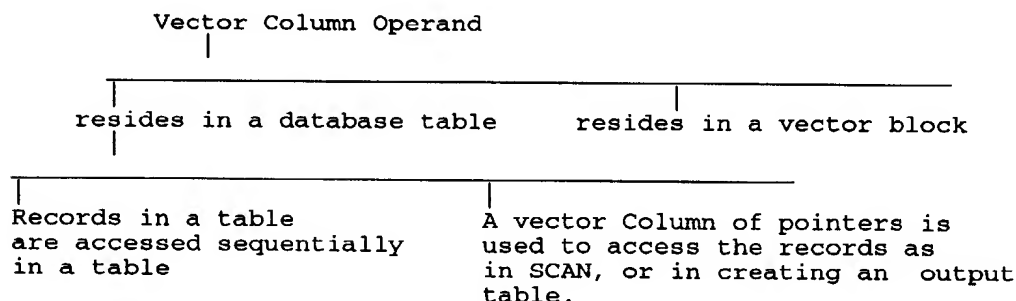 Vector Column Operand
resides in a database table
resides in a vector block
Records in a table
are accessed sequentially
in a table
A vector Column of pointers is
used to access the records as
in SCAN, or in creating an output
table.